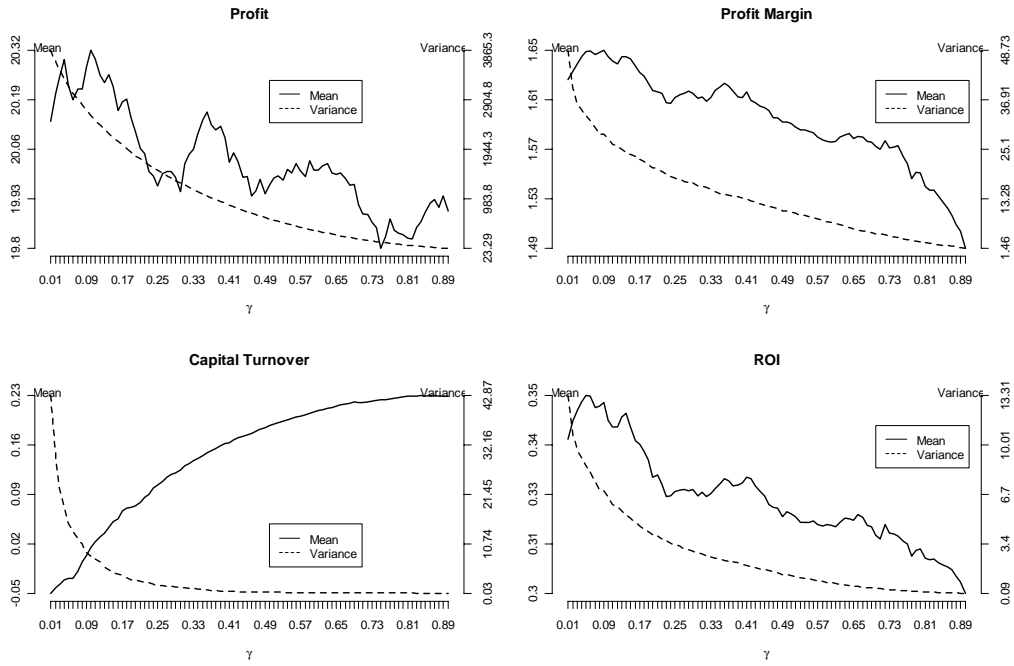 Profit
Mean
Variance
20.32
20.19
20.06
19.93
19.8
3865.3
2904.8
1944.3
983.8
23.29
Mean
Variance
0.01 0.09 0.17 0.25 0.33 0.41 0.49 0.57 0.65 0.73 0.81 0.89
γ
Profit Margin
Mean
Variance
1.65
1.61
1.57
1.53
1.49
48.73
36.91
25.1
13.28
1.46
Mean
Variance
0.01 0.09 0.17 0.25 0.33 0.41 0.49 0.57 0.65 0.73 0.81 0.89
γ
Capital Turnover
Mean
Variance
0.23
0.16
0.09
0.02
-0.05
42.87
32.16
21.45
10.74
0.03
Mean
Variance
0.01 0.09 0.17 0.25 0.33 0.41 0.49 0.57 0.65 0.73 0.81 0.89
γ
ROI
Mean
Variance
0.35
0.34
0.33
0.31
0.3
13.31
10.01
6.7
3.4
0.09
Mean
Variance
0.01 0.09 0.17 0.25 0.33 0.41 0.49 0.57 0.65 0.73 0.81 0.89
γ